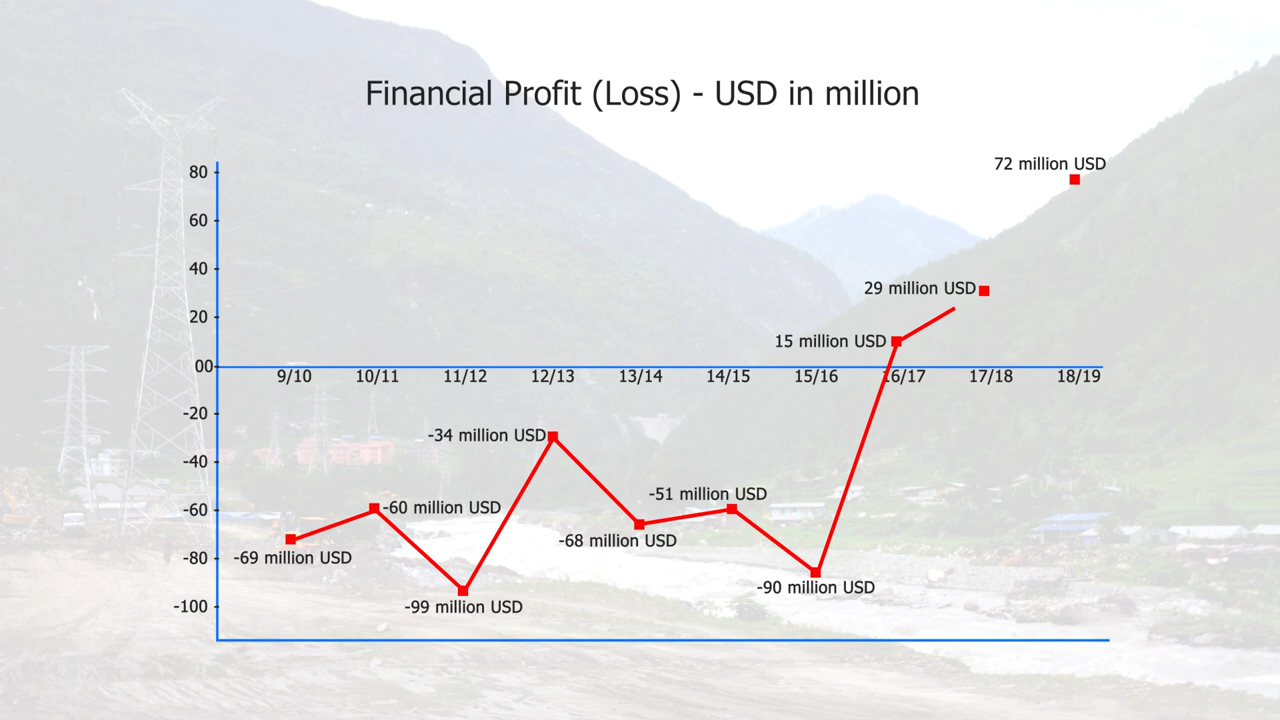 Financial Profit (Loss) - USD in million
72 million USD
80
60
40
29 million USD
20
15 million USD
00
9/10 10/11 11/12 12/13 13/14 14/15 15/16 16/17 17/18 18/19
-20
-34 million USD
-40
-51 million USD
-60
-60 million USD
-68 million USD
-80
-69 million USD
-90 million USD
-100
-99 million USD